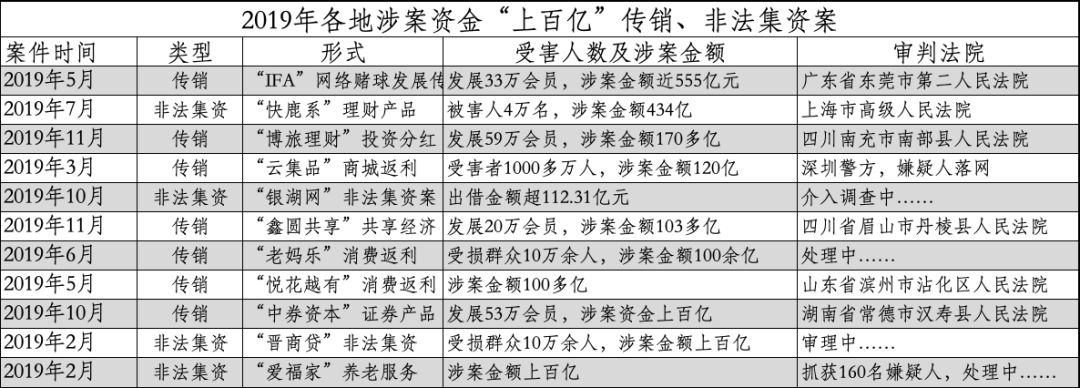 2019年各地涉案资金“上百亿”传销、非法集资案
案件时间 类型 形式 受害人数及涉案金额 审判法院
2019年5月 传销 “IFA”网络赌球发展传 发展33万会员，涉案金额近555亿元 广东省东莞市第二人民法院
2019年7月 非法集资 “快鹿系”理财产品 被害人4万名，涉案金额434亿 上海市高级人民法院
2019年11月 传销 “博旅理财”投资分红 发展59万会员，涉案金额170多亿 四川南充市南部县人民法院
2019年3月 传销 “云集品”商城返利 受害者1000多万人，涉案金额120亿 深圳警方，嫌疑人落网
2019年10月 非法集资 “银湖网”非法集资案 出借金额超112.31亿元 介入调查中……
2019年11月 传销 “鑫圆共享”共享经济 发展20万会员，涉案金额103多亿 四川省眉山市丹棱县人民法院
2019年6月 传销 “老妈乐”消费返利 受损群众10万余人，涉案金额100余亿 处理中……
2019年5月 传销 “悦花越有”消费返利 涉案金额100多亿 山东省滨州市沾化区人民法院
2019年10月 传销 “中券资本”证券产品 发展53万会员，涉案资金上百亿 湖南省常德市汉寿县人民法院
2019年2月 非法集资 “晋商贷”非法集资 受损群众10万余人，涉案金额上百亿 审理中……
2019年2月 非法集资 “爱福家”养老服务 涉案金额上百亿 抓获160名嫌疑人，处理中……